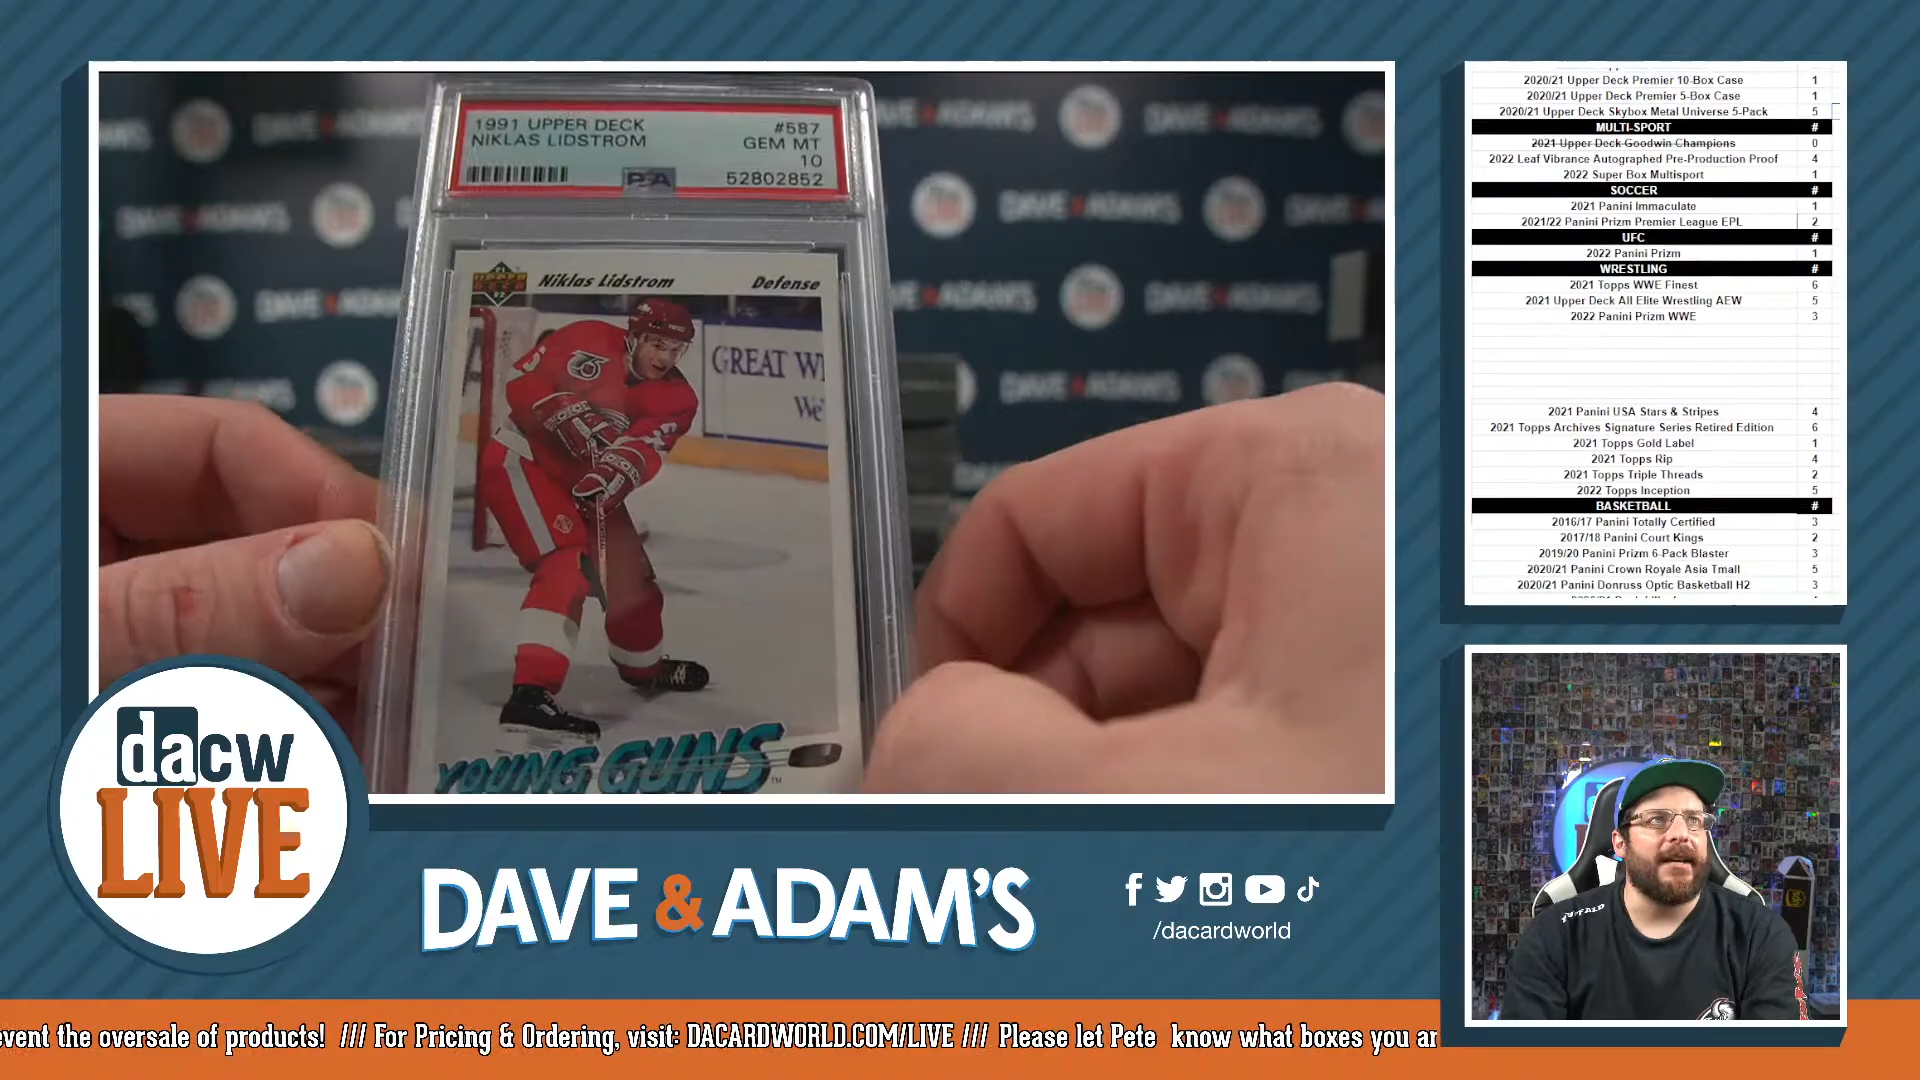 1991 UPPER DECK #587
NIKLAS LIDSTROM GEM MT
10
PSA 52802852
Niklas Lidstrom Defense
GREAT W
We
YOUNG GUNS
DAVE & ADAMS
DAVE & ADAMS
DAVE & ADAMS
2020/21 Upper Deck Premier 10-Box Case 1
2020/21 Upper Deck Premier 5-Box Case 1
2020/21 Upper Deck Skybox Metal Universe 5-Pack 5
MULTI-SPORT #
2021 Upper Deck Goodwin Champions 0
2022 Leaf Vibrance Autographed Pre-Production Proof 4
2022 Super Box Multisport 1
SOCCER #
2021 Panini Immaculate 1
2021/22 Panini Prizm Premier League EPL 2
UFC #
2022 Panini Prizm 1
WRESTLING #
2021 Topps WWE Finest 6
2021 Upper Deck All Elite Wrestling AEW 5
2022 Panini Prizm WWE 3
2021 Panini USA Stars & Stripes 4
2021 Topps Archives Signature Series Retired Edition 6
2021 Topps Gold Label 1
2021 Topps Rip 4
2021 Topps Triple Threads 2
2022 Topps Inception 5
BASKETBALL #
2016/17 Panini Totally Certified 3
2017/18 Panini Court Kings 2
2019/20 Panini Prizm 6-Pack Blaster 3
2020/21 Panini Crown Royale Asia Tmall 5
2020/21 Panini Donruss Optic Basketball H2 3
dacw
LIVE
DAVE & ADAM'S
/dacardworld
event the oversale of products! /// For Pricing & Ordering, visit: DACARDWORLD.COM/LIVE /// Please let Pete know what boxes you ar